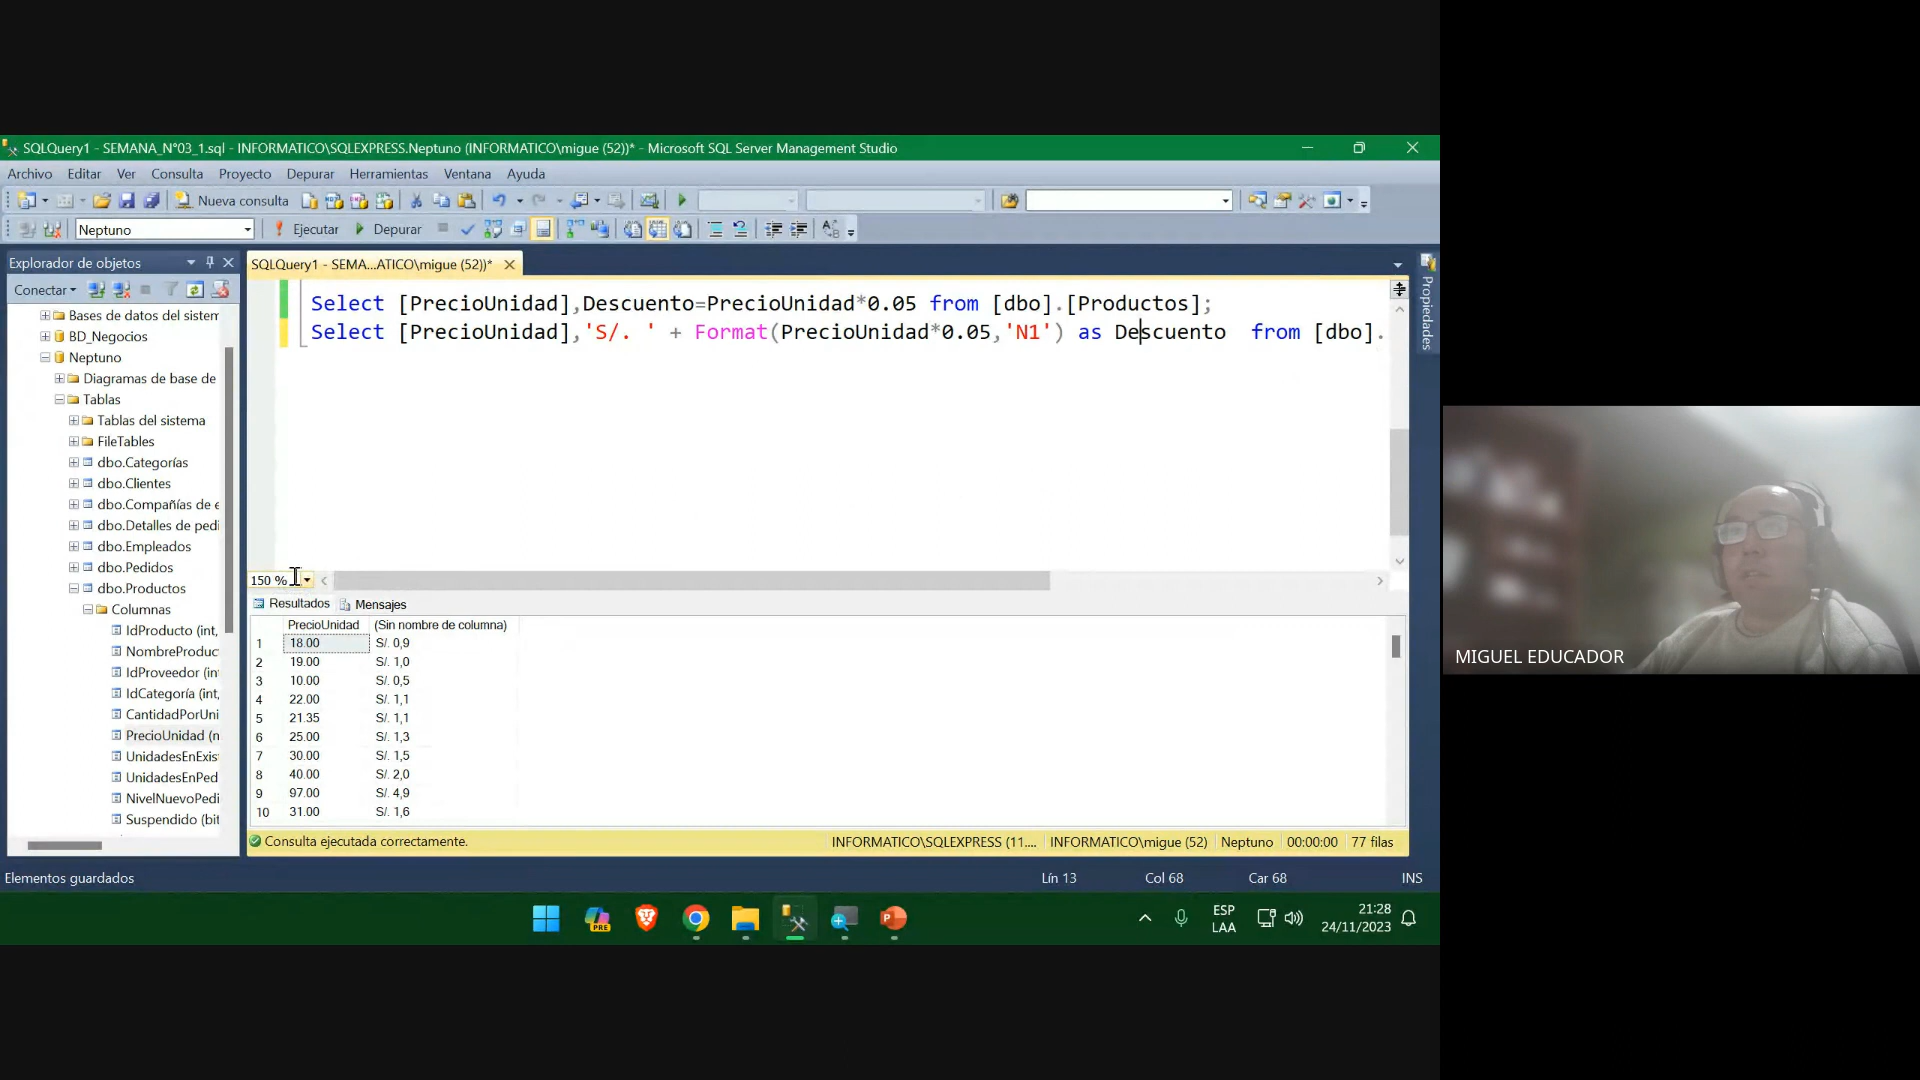 SQLQuery1 - SEMANA_N°03_1.sql - INFORMATICO\SQLEXPRESS.Neptuno (INFORMATICO\migue (52))* - Microsoft SQL Server Management Studio
Archivo Editar Ver Consulta Proyecto Depurar Herramientas Ventana Ayuda
Nueva consulta
Neptuno Ejecutar Depurar
Explorador de objetos
SQLQuery1 - SEMA...ATICO\migue (52))*
Conectar
Propiedades
Bases de datos del sistem
BD_Negocios
Neptuno
Diagramas de base de
Tablas
Tablas del sistema
FileTables
dbo.Categorías
dbo.Clientes
dbo.Compañías de e
dbo.Detalles de pedi
dbo.Empleados
dbo.Pedidos
dbo.Productos
Columnas
IdProducto (int,
NombreProduc
IdProveedor (in
IdCategoría (int,
CantidadPorUni
PrecioUnidad (n
UnidadesEnExis
UnidadesEnPed
NivelNuevoPedi
Suspendido (bit
Select [PrecioUnidad],Descuento=PrecioUnidad*0.05 from [dbo].[Productos];
Select [PrecioUnidad],'S/. ' + Format(PrecioUnidad*0.05,'N1') as Descuento  from [dbo].
150 %
Resultados Mensajes
PrecioUnidad (Sin nombre de columna)
1 18.00 S/. 0,9
2 19.00 S/. 1,0
3 10.00 S/. 0,5
4 22.00 S/. 1,1
5 21.35 S/. 1,1
6 25.00 S/. 1,3
7 30.00 S/. 1,5
8 40.00 S/. 2,0
9 97.00 S/. 4,9
10 31.00 S/. 1,6
Consulta ejecutada correctamente. INFORMATICO\SQLEXPRESS (11.... INFORMATICO\migue (52) Neptuno 00:00:00 77 filas
Elementos guardados Lín 13 Col 68 Car 68 INS
PRE
P
ESP
LAA
21:28
24/11/2023
MIGUEL EDUCADOR